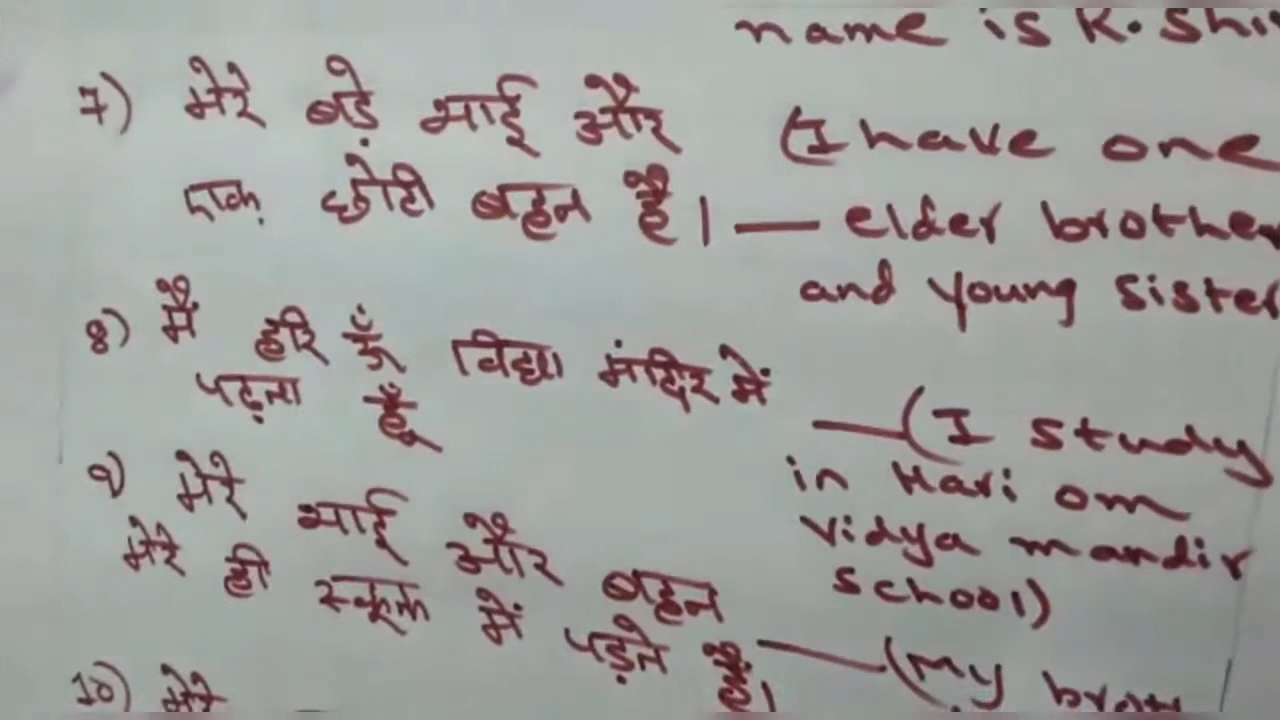 name is K. Shi
7) मेरे बड़े भाई और
(I have one
एक छोटी बहन है। — elder brother
and young sister
8) मैं हरि ऊँ विद्या मंदिर में
पढ़ता हूँ
— (I study
in Hari om
vidya mandir
school)
9) मेरे भाई और बहन
मेरे ही स्कूल में पड़ते हैं।
— (My
10) मेरे